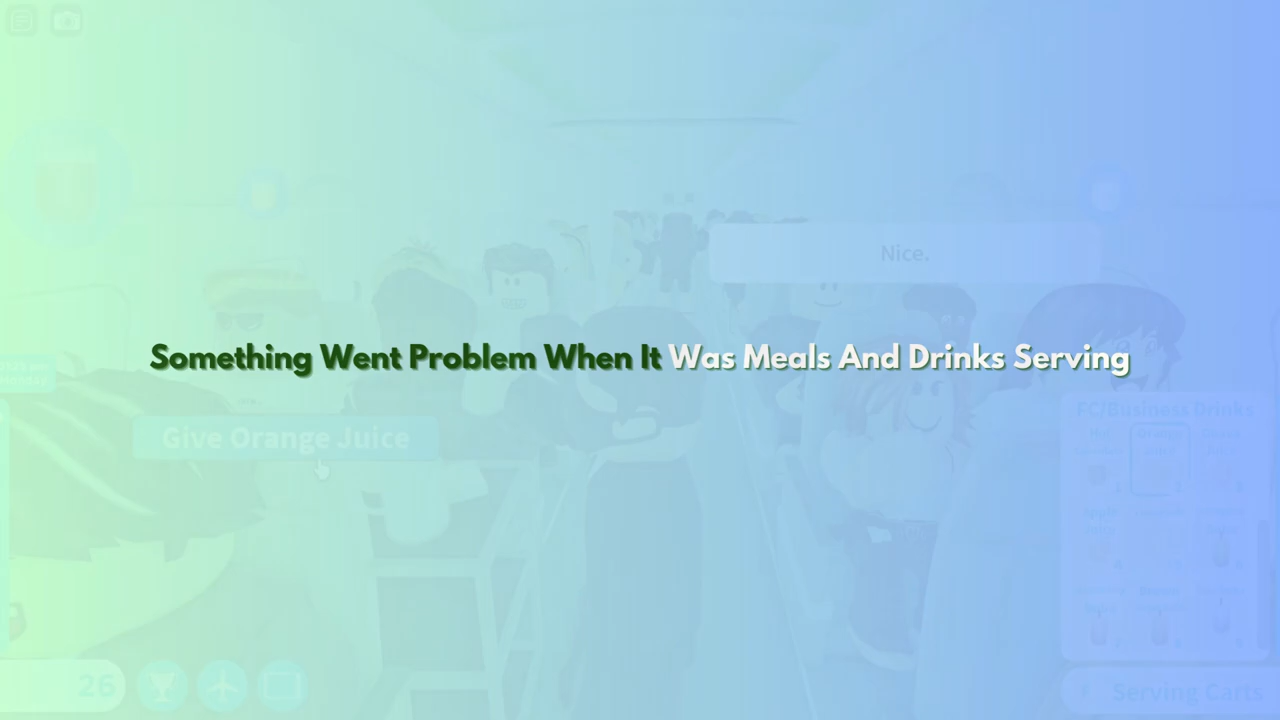 Nice.
Something Went Problem When It Was Meals And Drinks Serving
FC/Business Drinks
Give Orange Juice
26
Serving Carts